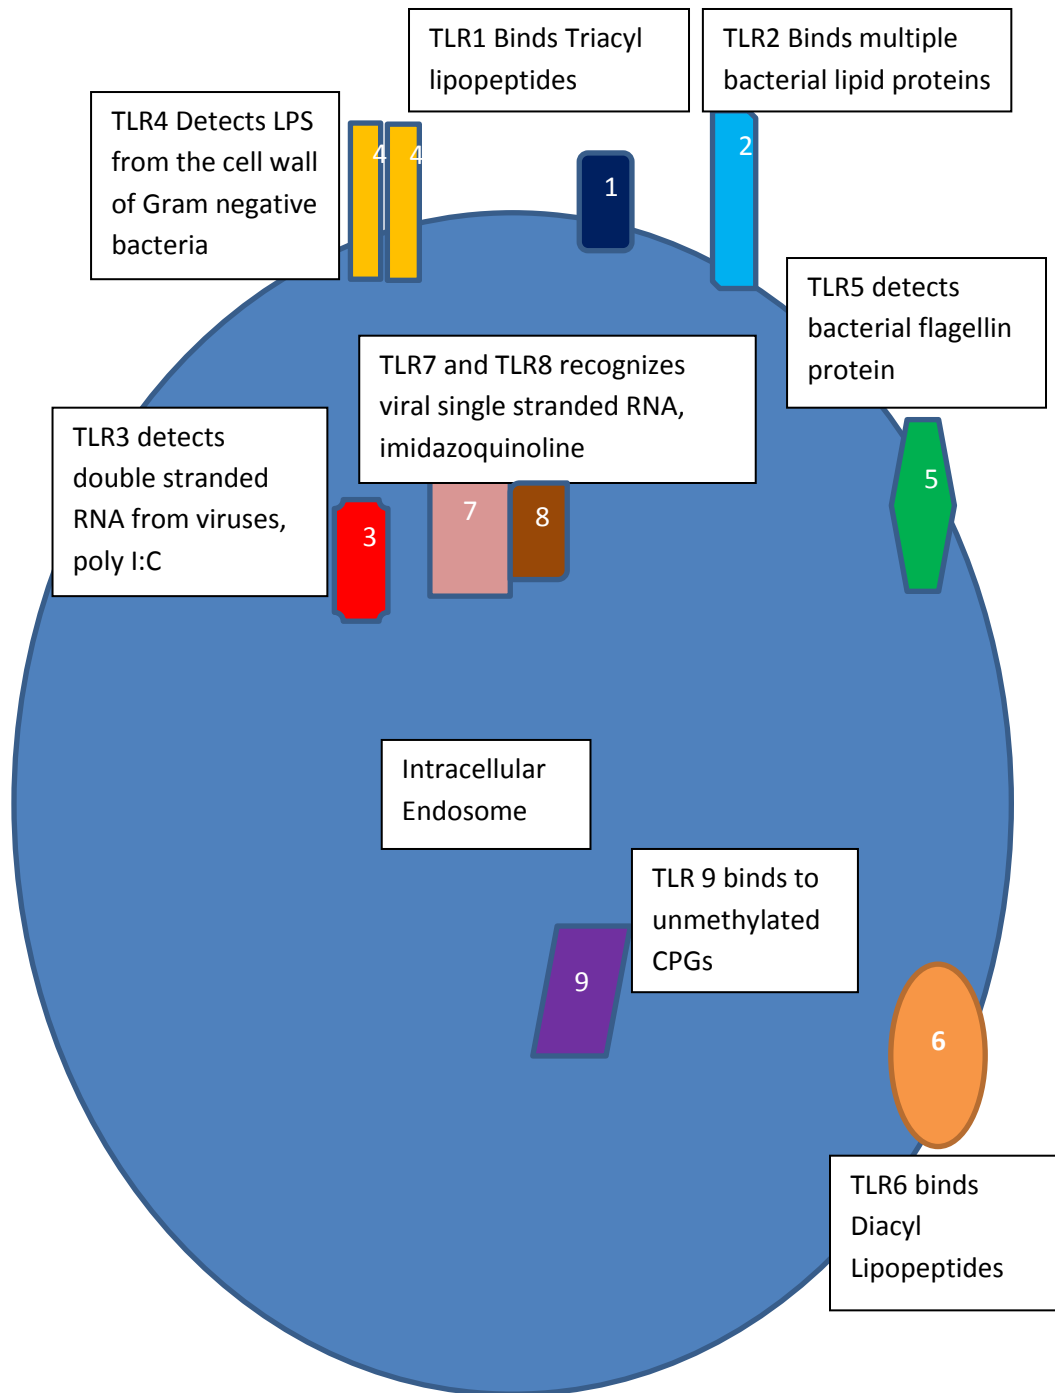 TLR1 Binds Triacyl
lipopeptides
TLR2 Binds multiple
bacterial lipid proteins
TLR4 Detects LPS
from the cell wall
of Gram negative
bacteria
4
4
1
2
TLR5 detects
bacterial flagellin
protein
TLR7 and TLR8 recognizes
viral single stranded RNA,
imidazoquinoline
TLR3 detects
double stranded
RNA from viruses,
poly I:C
3
7
8
5
Intracellular
Endosome
TLR 9 binds to
unmethylated
CPGs
9
6
TLR6 binds
Diacyl
Lipopeptides